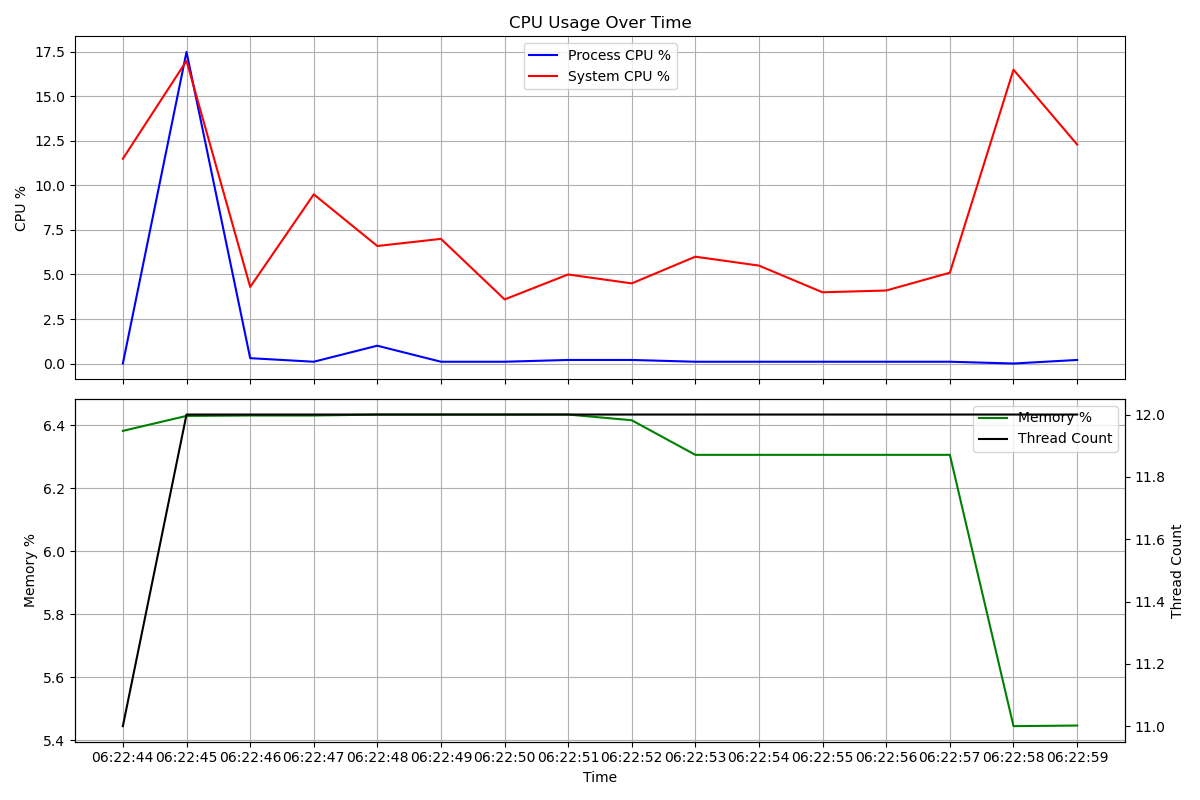 CPU Usage Over Time
Process CPU %
System CPU %
17.5
15.0
12.5
10.0
7.5
5.0
2.5
0.0
CPU %
Memory %
Thread Count
6.4
6.2
6.0
5.8
5.6
5.4
Memory %
12.0
11.8
11.6
11.4
11.2
11.0
Thread Count
06:22:44 06:22:45 06:22:46 06:22:47 06:22:48 06:22:49 06:22:50 06:22:51 06:22:52 06:22:53 06:22:54 06:22:55 06:22:56 06:22:57 06:22:58 06:22:59
Time